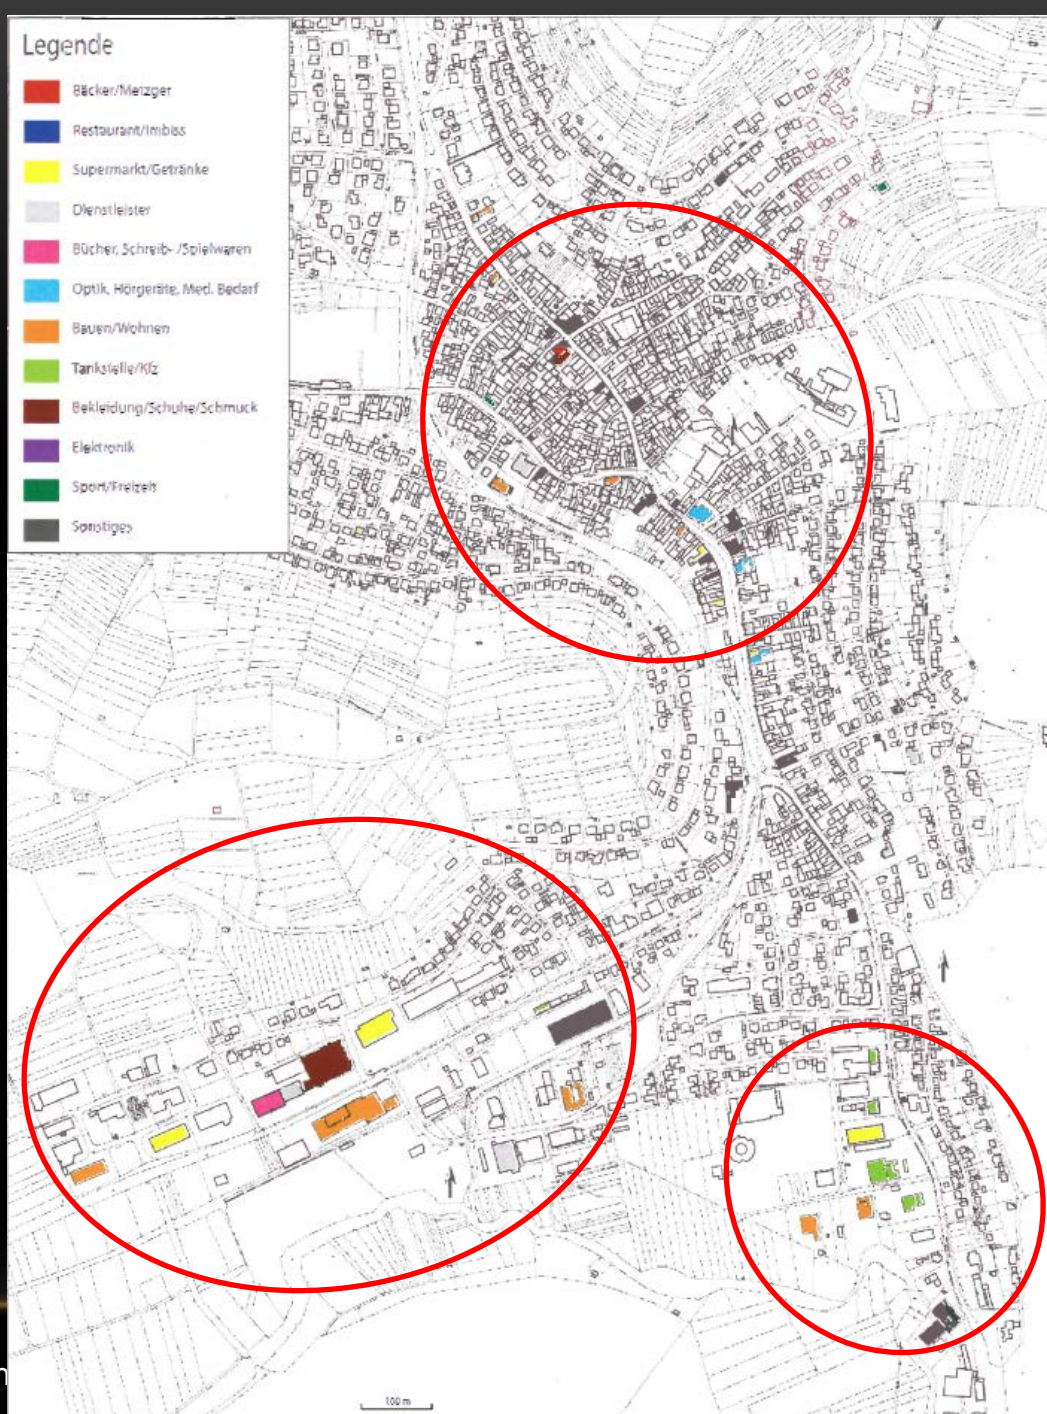 Legende
Bäcker/Metzger
Restaurant/Imbiss
Supermarkt/Getränke
Dienstleister
Bücher, Schreib- /Spielwaren
Optik, Hörgeräte, Med. Bedarf
Bauen/Wohnen
Tankstelle/Kfz
Bekleidung/Schuhe/Schmuck
Elektronik
Sport/Freizeit
Sonstiges
100 m